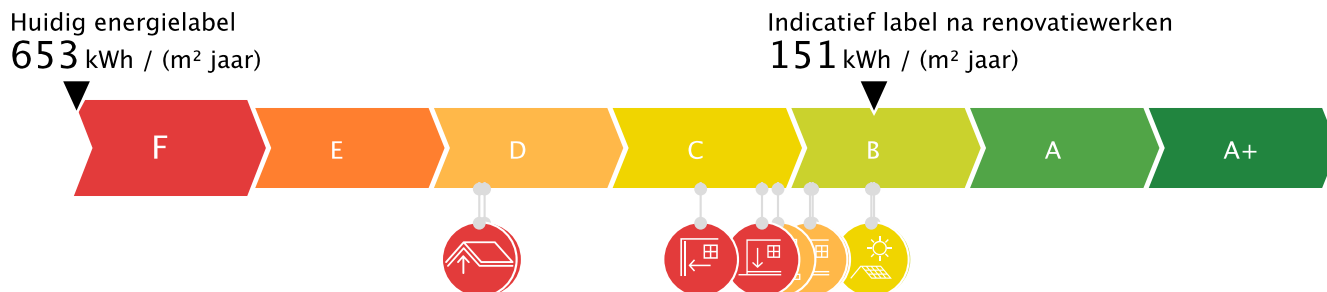 Huidig energielabel
653 kWh / (m² jaar)
Indicatief label na renovatiewerken
151 kWh / (m² jaar)
F E D C B A A+